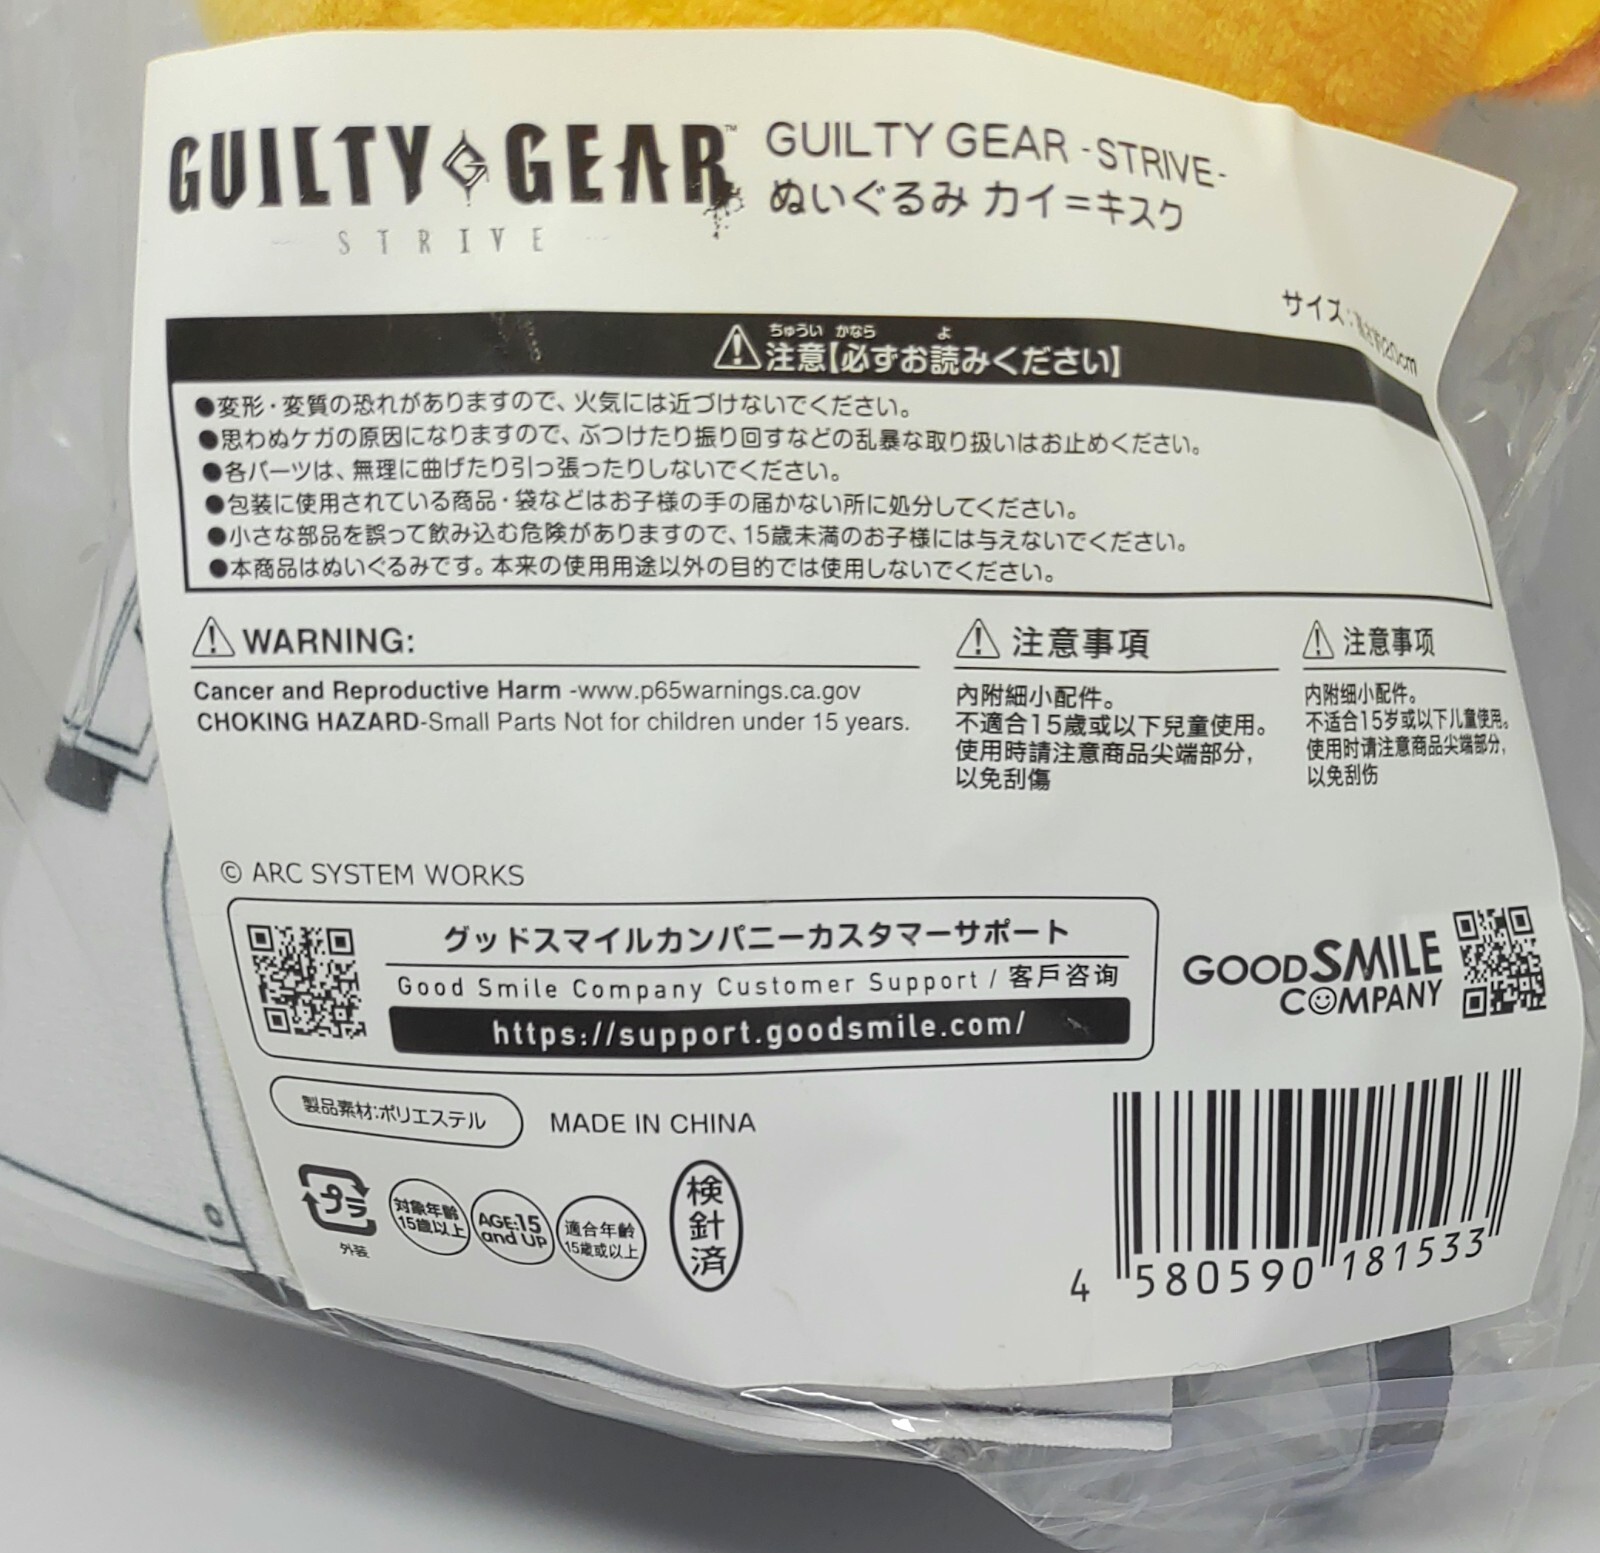 GUILTY GEAR™
STRIVE
GUILTY GEAR -STRIVE-
ぬいぐるみ カイ=キスク
サイズ:高さ約20cm
ちゅうい かなら よ
注意【必ずお読みください】
●変形・変質の恐れがありますので、火気には近づけないでください。
●思わぬケガの原因になりますので、ぶつけたり振り回すなどの乱暴な取り扱いはお止めください。
●各パーツは、無理に曲げたり引っ張ったりしないでください。
●包装に使用されている商品・袋などはお子様の手の届かない所に処分してください。
●小さな部品を誤って飲み込む危険がありますので、15歳未満のお子様には与えないでください。
●本商品はぬいぐるみです。本来の使用用途以外の目的では使用しないでください。
WARNING:
Cancer and Reproductive Harm -www.p65warnings.ca.gov
CHOKING HAZARD-Small Parts Not for children under 15 years.
注意事項
內附細小配件。
不適合15歲或以下兒童使用。
使用時請注意商品尖端部分,
以免刮傷
注意事项
内附细小配件。
不适合15岁或以下儿童使用。
使用时请注意商品尖端部分,
以免刮伤
© ARC SYSTEM WORKS
グッドスマイルカンパニーカスタマーサポート
Good Smile Company Customer Support / 客戶咨询
https://support.goodsmile.com/
GOOD SMILE
COMPANY
製品素材:ポリエステル
MADE IN CHINA
プラ
外装
対象年齢
15歳以上
AGE:15
and UP
適合年齡
15歲或以上
検針済
4 580590 181533